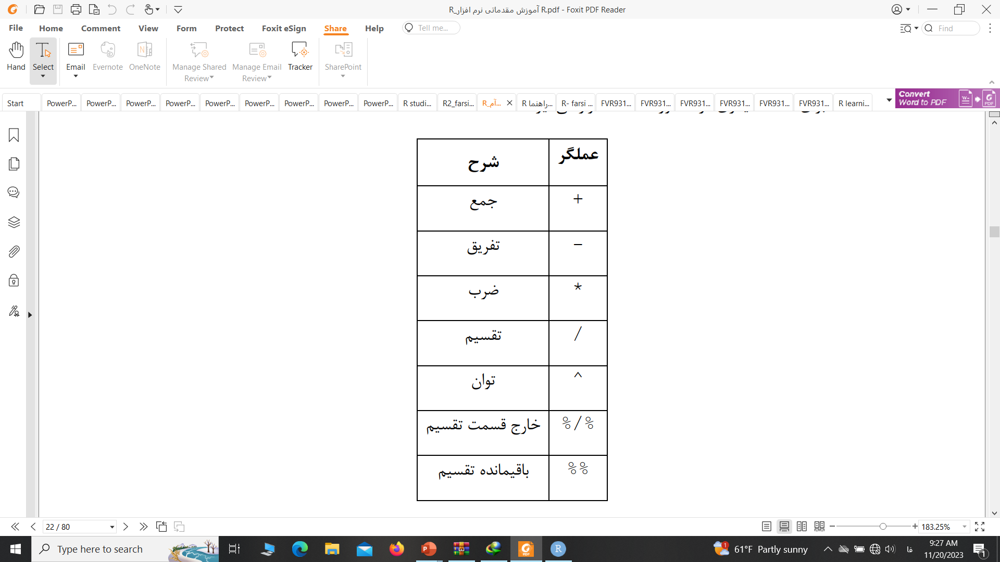 R_آموزش مقدماتی نرم افزار R.pdf - Foxit PDF Reader
File Home Comment View Form Protect Foxit eSign Share Help Tell me... Find
Hand Select Email Evernote OneNote Manage Shared Review Manage Email Review Tracker SharePoint
Start PowerP... PowerP... PowerP... PowerP... PowerP... PowerP... PowerP... PowerP... PowerP... R studi... R2_farsi... R_آم... R راهنما... R- farsi ... FVR931... FVR931... FVR931... FVR931... FVR931... FVR931... R learni...
Convert
Word to PDF
عملگر شرح
+ جمع
− تفریق
* ضرب
/ تقسیم
^ توان
%/% خارج قسمت تقسیم
%% باقیمانده تقسیم
22 / 80 183.25%
Type here to search
61°F Partly sunny
فا
9:27 AM
11/20/2023
1